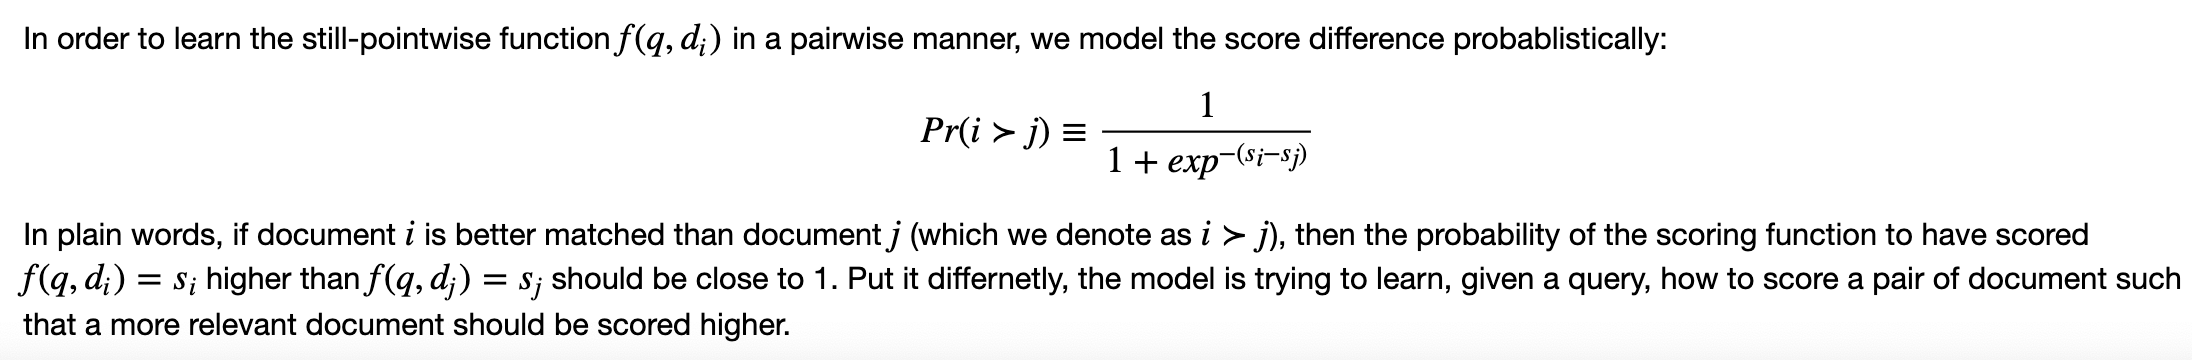 In order to learn the still-pointwise function f(q, d_i) in a pairwise manner, we model the score difference probablistically:
Pr(i ≻ j) ≡ 1 / (1 + exp^{−(s_i−s_j)})
In plain words, if document i is better matched than document j (which we denote as i ≻ j), then the probability of the scoring function to have scored
f(q, d_i) = s_i higher than f(q, d_j) = s_j should be close to 1. Put it differnetly, the model is trying to learn, given a query, how to score a pair of document such
that a more relevant document should be scored higher.